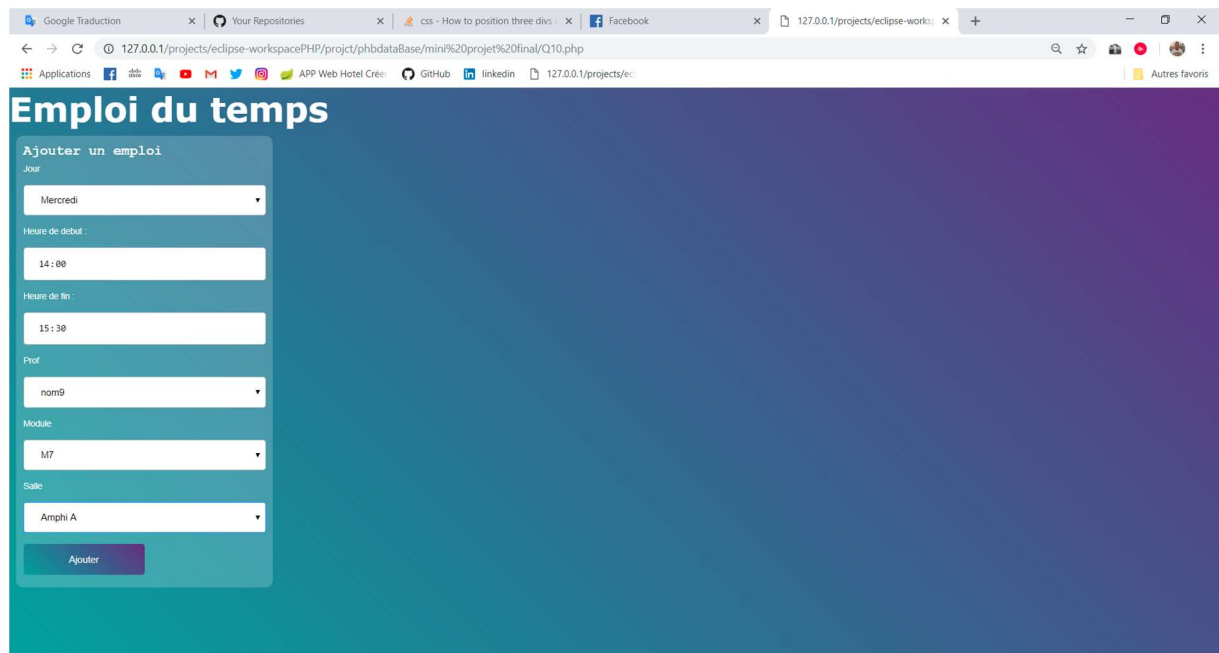 Google Traduction
Your Repositories
css - How to position three divs i
Facebook
127.0.0.1/projects/eclipse-worksp
127.0.0.1/projects/eclipse-workspacePHP/projct/phbdataBase/mini%20projet%20final/Q10.php
Applications
APP Web Hotel Crée
GitHub
linkedin
127.0.0.1/projects/ec
Autres favoris
Emploi du temps
Ajouter un emploi
Jour
Mercredi
Heure de debut :
14:00
Heure de fin :
15:30
Prof
nom9
Module
M7
Salle
Amphi A
Ajouter